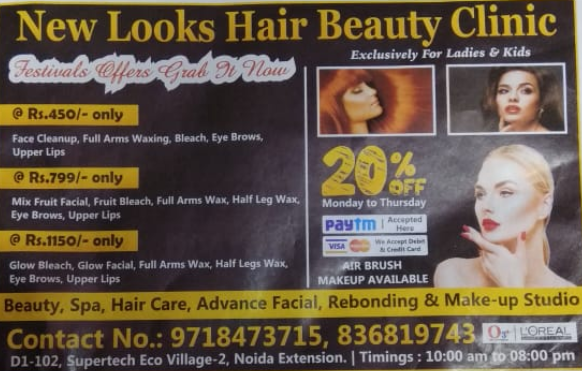 New Looks Hair Beauty Clinic
Exclusively For Ladies & Kids
Festivals Offers Grab It Now
@ Rs.450/- only
Face Cleanup, Full Arms Waxing, Bleach, Eye Brows,
Upper Lips
@ Rs.799/- only
Mix Fruit Facial, Fruit Bleach, Full Arms Wax, Half Leg Wax,
Eye Brows, Upper Lips
@ Rs.1150/- only
Glow Bleach, Glow Facial, Full Arms Wax, Half Legs Wax,
Eye Brows, Upper Lips
20% OFF
Monday to Thursday
paytm Accepted Here
VISA We Accept Debit & Credit Card
AIR BRUSH
MAKEUP AVAILABLE
Beauty, Spa, Hair Care, Advance Facial, Rebonding & Make-up Studio
Contact No.: 9718473715, 836819743
L'OREAL
D1-102, Supertech Eco Village-2, Noida Extension. | Timings : 10:00 am to 08:00 pm